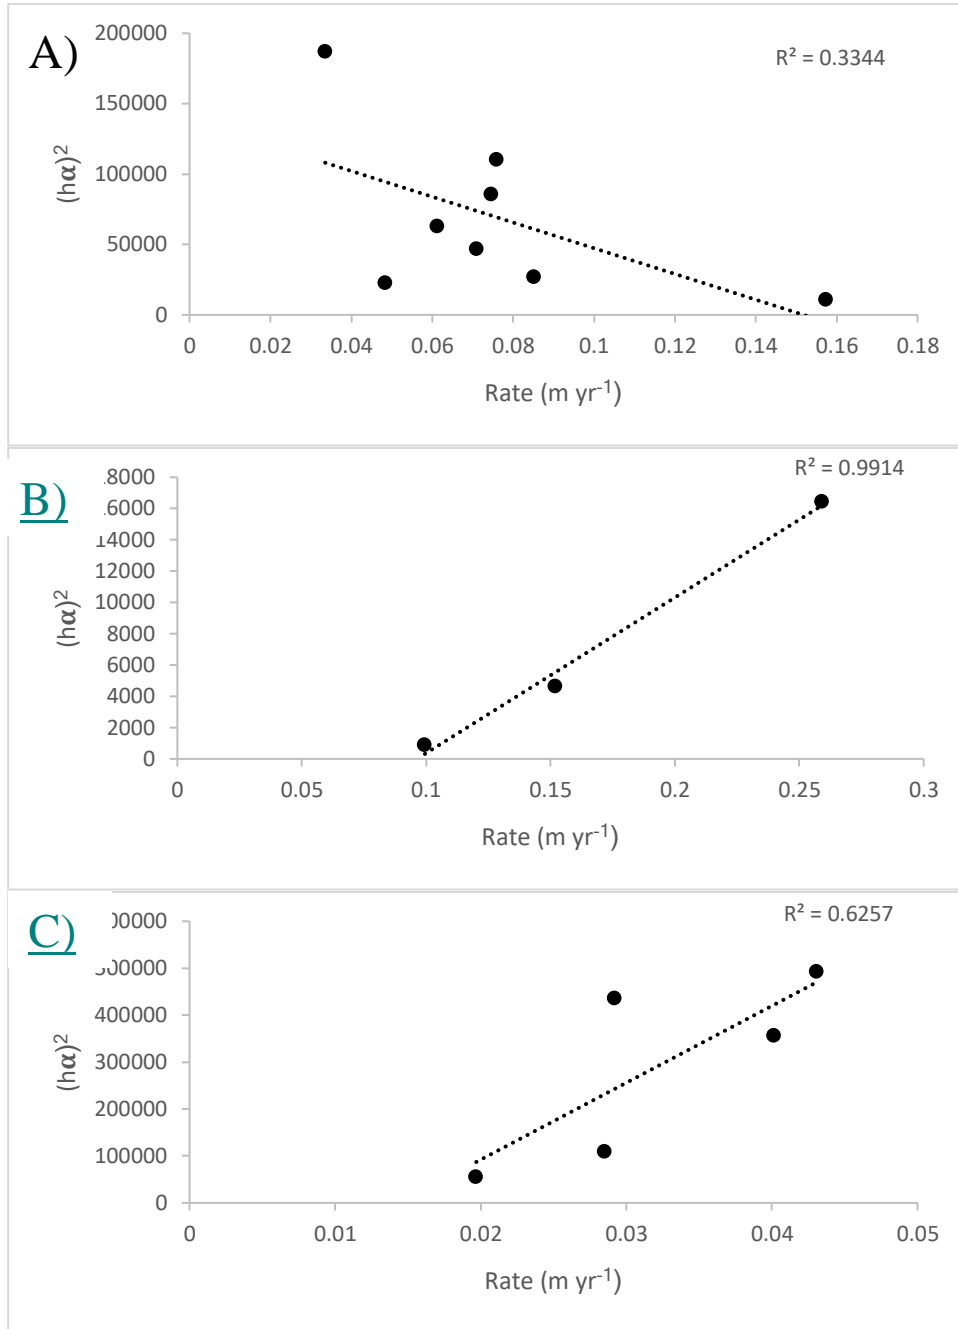 A)
R² = 0.3344
200000
150000
100000
50000
0
(hα)²
0 0.02 0.04 0.06 0.08 0.1 0.12 0.14 0.16 0.18
Rate (m yr⁻¹)
B)
R² = 0.9914
8000
6000
14000
12000
10000
8000
6000
4000
2000
0
(hα)²
0 0.05 0.1 0.15 0.2 0.25 0.3
Rate (m yr⁻¹)
C)
R² = 0.6257
00000
500000
400000
300000
200000
100000
0
(hα)²
0 0.01 0.02 0.03 0.04 0.05
Rate (m yr⁻¹)